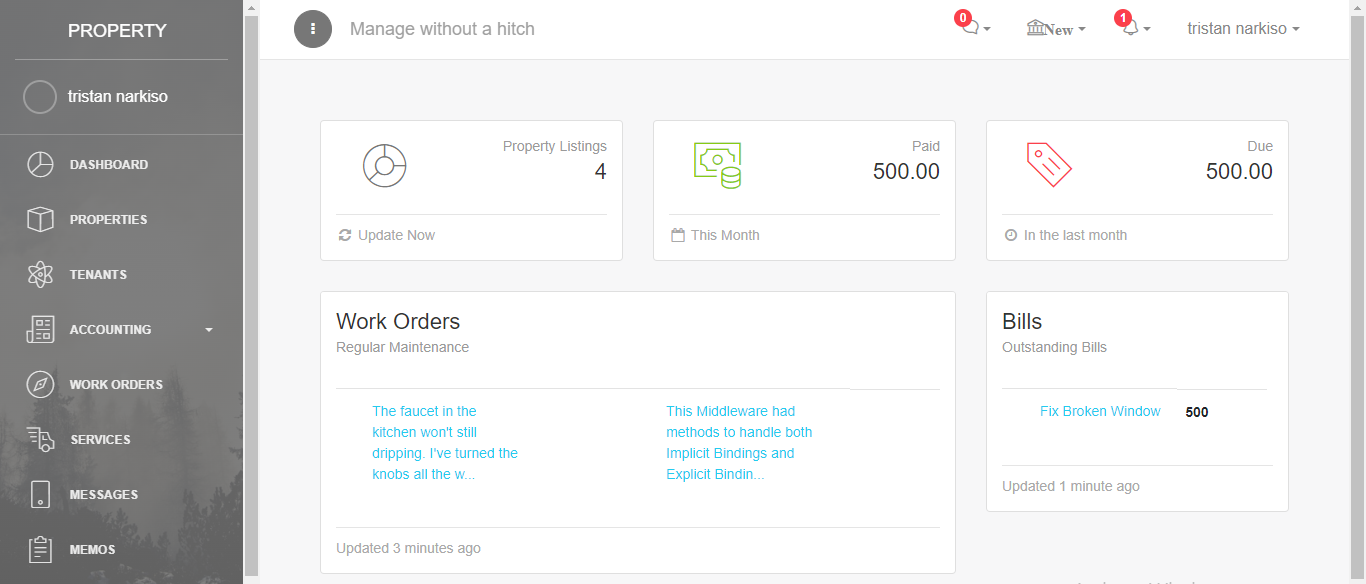 PROPERTY
tristan narkiso
DASHBOARD
PROPERTIES
TENANTS
ACCOUNTING
WORK ORDERS
SERVICES
MESSAGES
MEMOS
Manage without a hitch
0
New
1
tristan narkiso
Property Listings
4
Update Now
Paid
500.00
This Month
Due
500.00
In the last month
Work Orders
Regular Maintenance
The faucet in the
kitchen won't still
dripping. I've turned the
knobs all the w...
This Middleware had
methods to handle both
Implicit Bindings and
Explicit Bindin...
Updated 3 minutes ago
Bills
Outstanding Bills
Fix Broken Window
500
Updated 1 minute ago